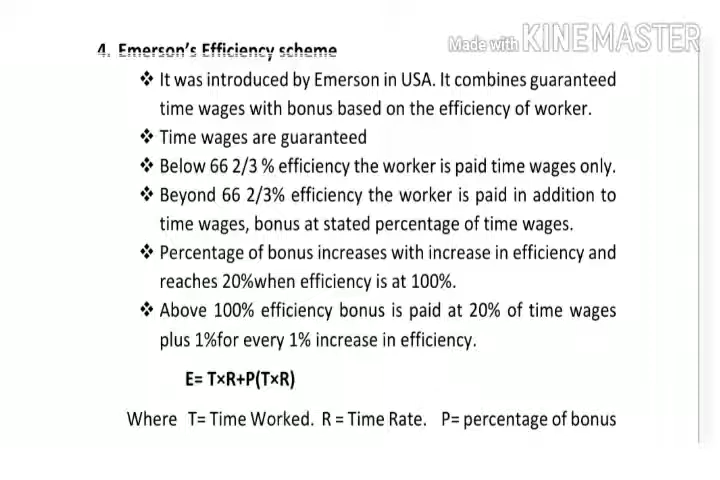 Made with KINEMASTER
4. Emerson's Efficiency scheme
❖ It was introduced by Emerson in USA. It combines guaranteed
time wages with bonus based on the efficiency of worker.
❖ Time wages are guaranteed
❖ Below 66 2/3 % efficiency the worker is paid time wages only.
❖ Beyond 66 2/3% efficiency the worker is paid in addition to
time wages, bonus at stated percentage of time wages.
❖ Percentage of bonus increases with increase in efficiency and
reaches 20%when efficiency is at 100%.
❖ Above 100% efficiency bonus is paid at 20% of time wages
plus 1%for every 1% increase in efficiency.
E= T×R+P(T×R)
Where T= Time Worked. R = Time Rate. P= percentage of bonus